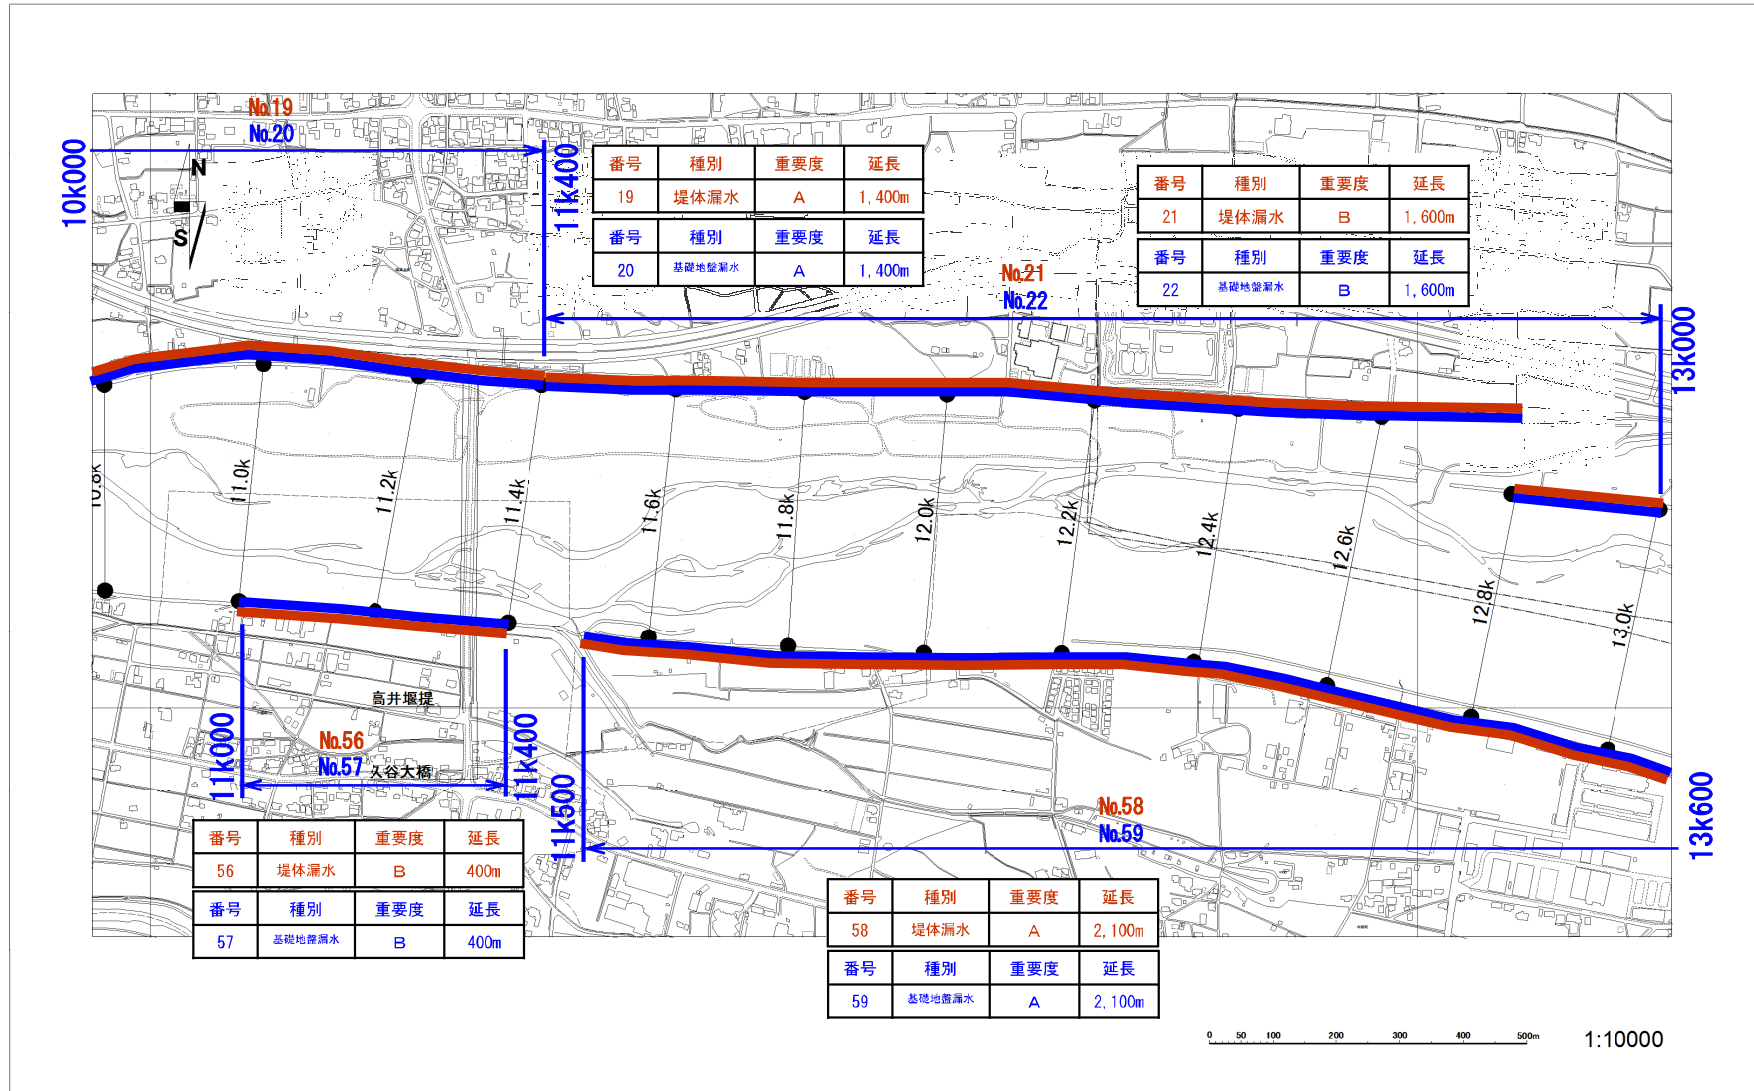 No.19
No.20
10k000
11k400
N
S
番号 種別 重要度 延長
19 堤体漏水 A 1,400m
番号 種別 重要度 延長
20 基礎地盤漏水 A 1,400m
番号 種別 重要度 延長
21 堤体漏水 B 1,600m
番号 種別 重要度 延長
22 基礎地盤漏水 B 1,600m
No.21
No.22
13k000
10.8k
11.0k
11.2k
11.4k
11.6k
11.8k
12.0k
12.2k
12.4k
12.6k
12.8k
13.0k
高井堰提
久谷大橋
11k000
No.56
No.57
11k400
11k500
No.58
No.59
13k600
番号 種別 重要度 延長
56 堤体漏水 B 400m
番号 種別 重要度 延長
57 基礎地盤漏水 B 400m
番号 種別 重要度 延長
58 堤体漏水 A 2,100m
番号 種別 重要度 延長
59 基礎地盤漏水 A 2,100m
0 50 100 200 300 400 500m
1:10000